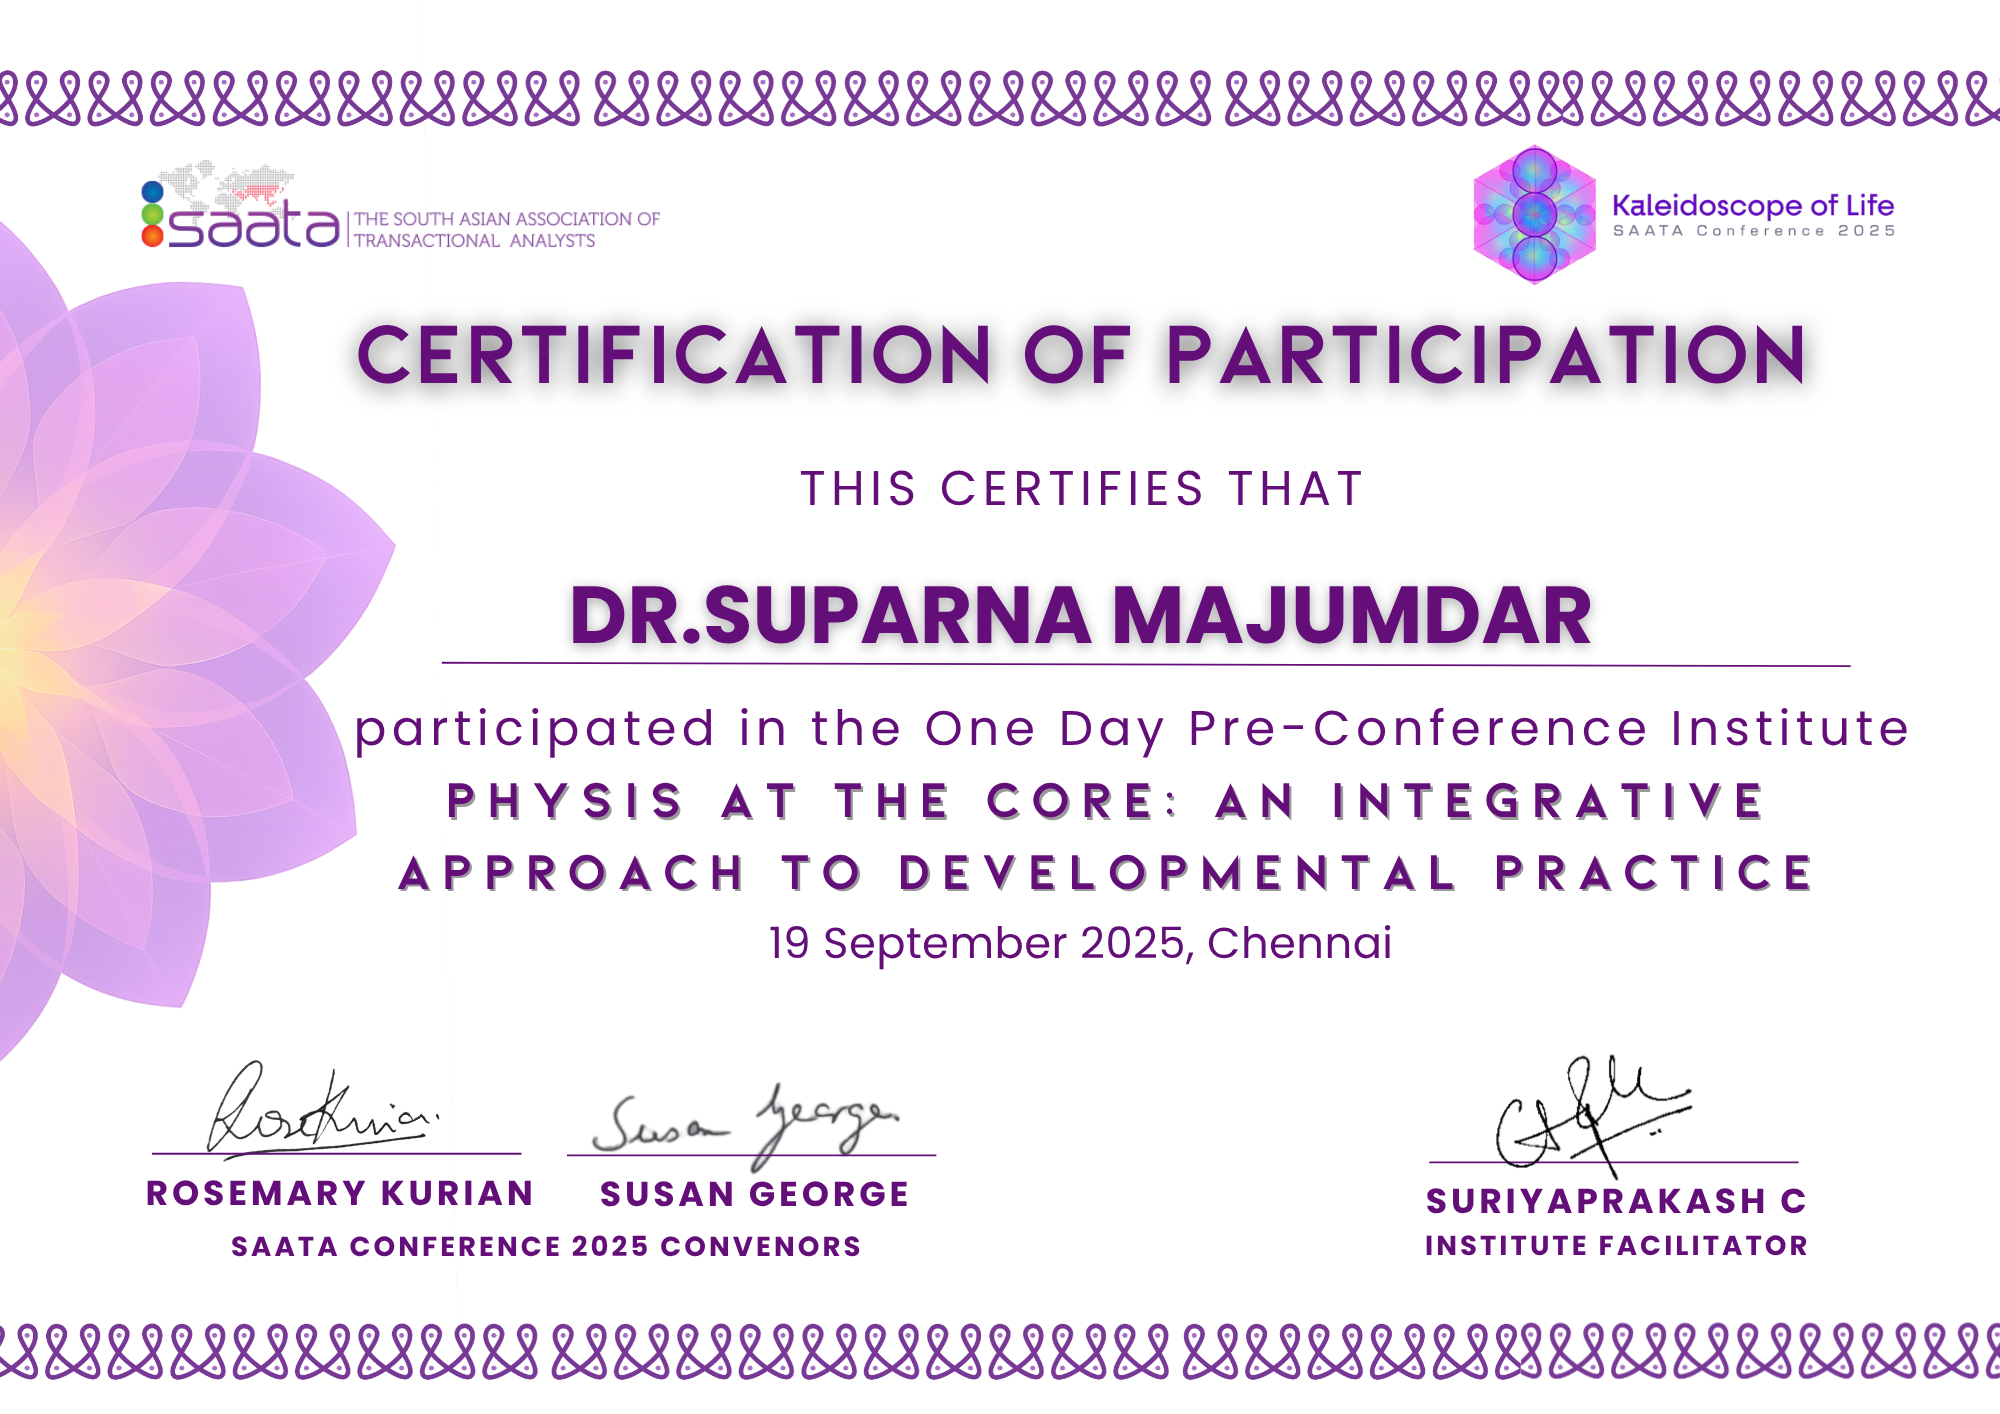 saata
THE SOUTH ASIAN ASSOCIATION OF
TRANSACTIONAL ANALYSTS
Kaleidoscope of Life
SAATA Conference 2025
CERTIFICATION OF PARTICIPATION
THIS CERTIFIES THAT
DR.SUPARNA MAJUMDAR
participated in the One Day Pre-Conference Institute
PHYSIS AT THE CORE: AN INTEGRATIVE
APPROACH TO DEVELOPMENTAL PRACTICE
19 September 2025, Chennai
Susan George
ROSEMARY KURIAN
SUSAN GEORGE
SAATA CONFERENCE 2025 CONVENORS
SURIYAPRAKASH C
INSTITUTE FACILITATOR